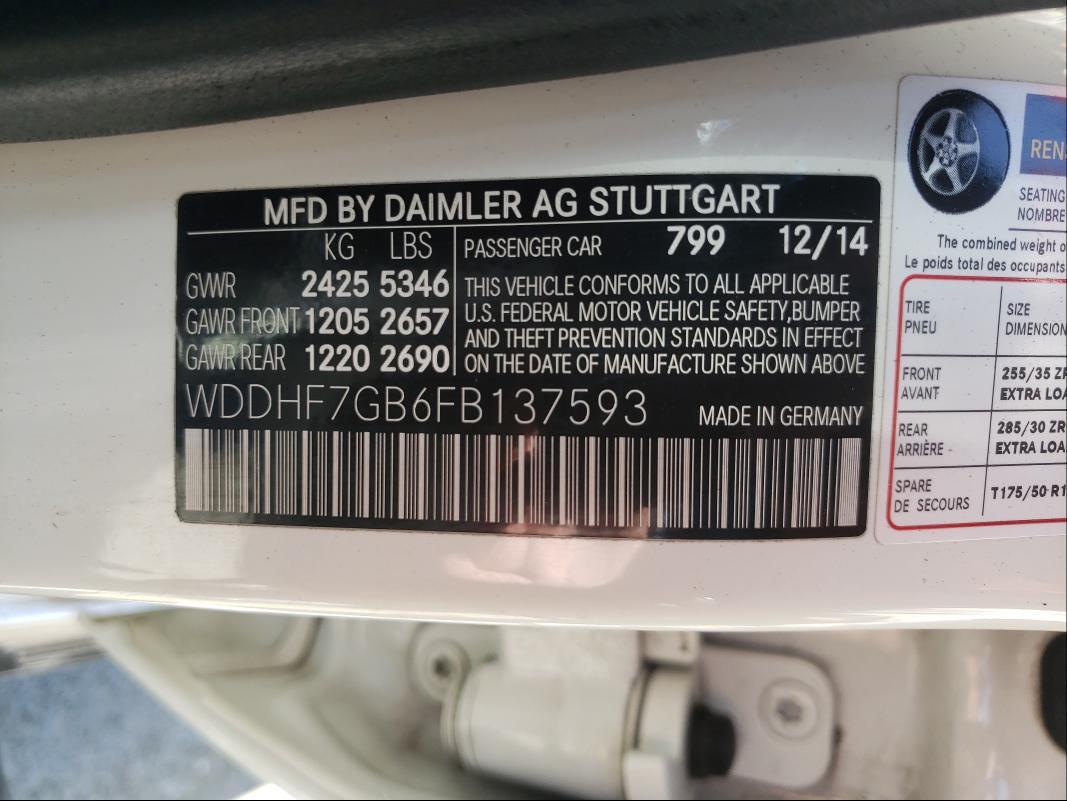 MFD BY DAIMLER AG STUTTGART
KG LBS
GVWR 2425 5346
GAWR FRONT 1205 2657
GAWR REAR 1220 2690
PASSENGER CAR 799 12/14
THIS VEHICLE CONFORMS TO ALL APPLICABLE
U.S. FEDERAL MOTOR VEHICLE SAFETY,BUMPER
AND THEFT PREVENTION STANDARDS IN EFFECT
ON THE DATE OF MANUFACTURE SHOWN ABOVE
WDDHF7GB6FB137593 MADE IN GERMANY
REN
SEATING
NOMBRE
The combined weight o
Le poids total des occupants
TIRE SIZE
PNEU DIMENSION
FRONT 255/35 ZR
AVANT EXTRA LOA
REAR 285/30 ZR
ARRIÈRE EXTRA LOA
SPARE T175/50 R1
DE SECOURS